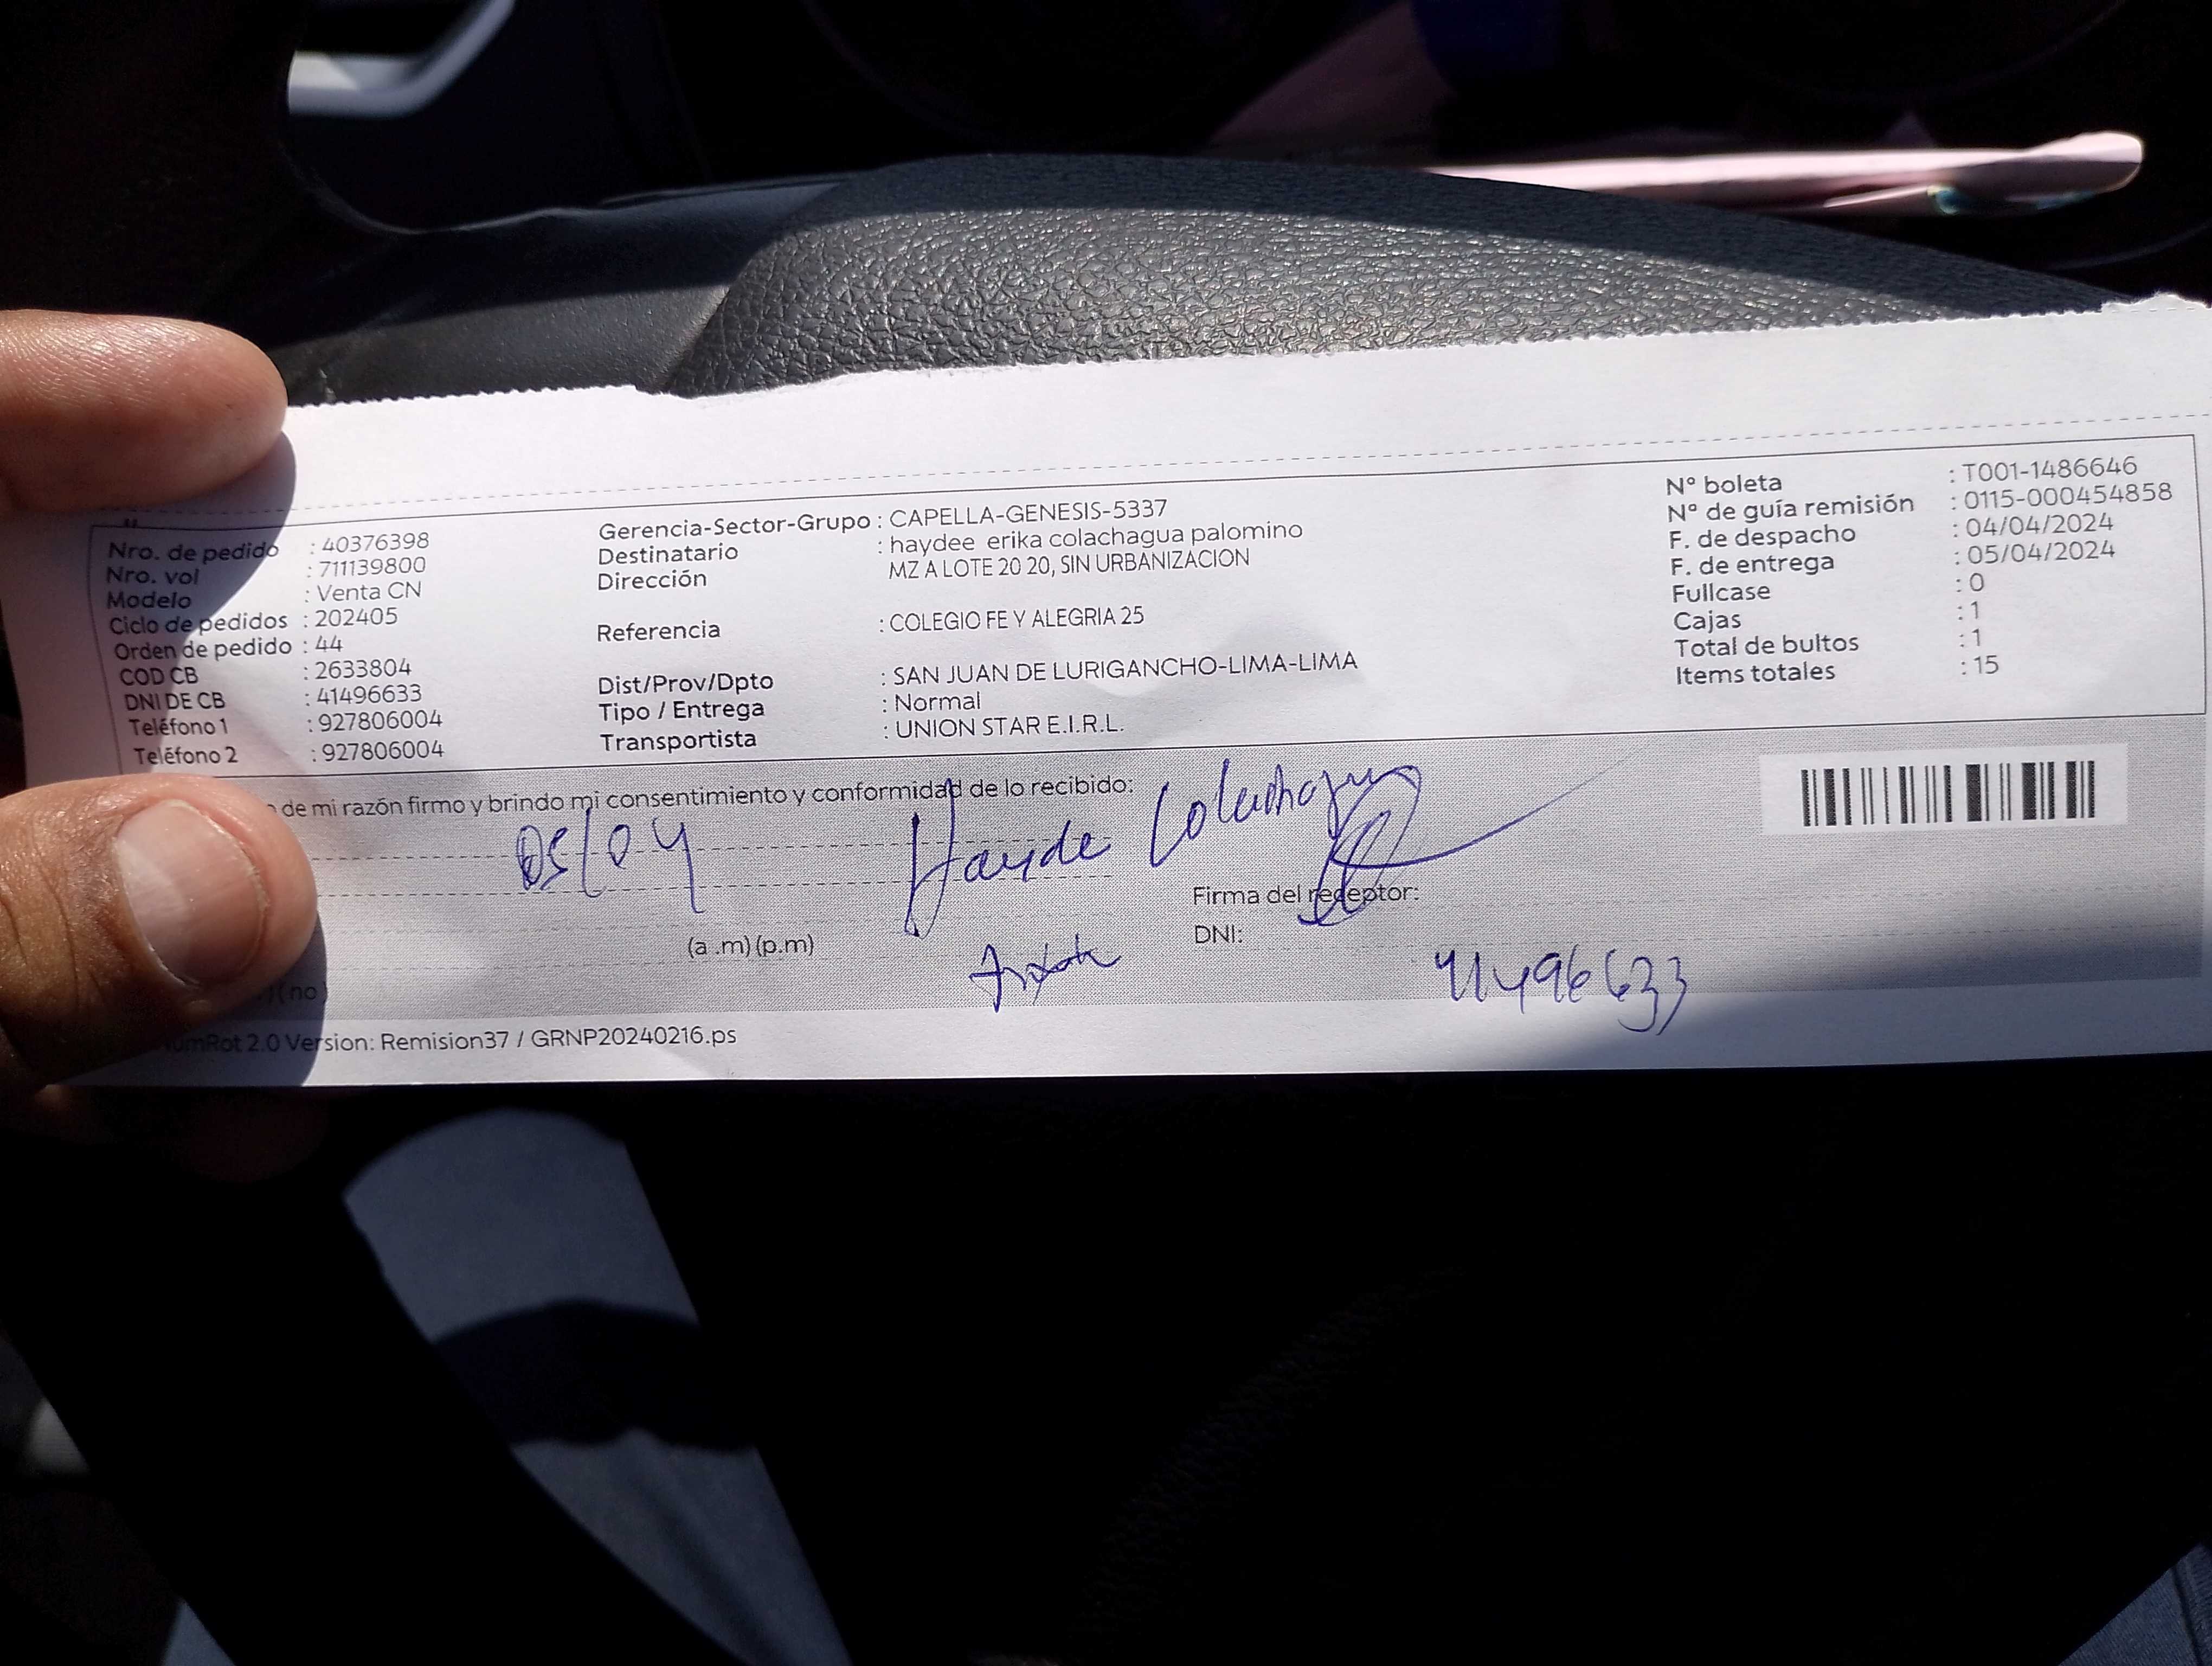 Nro. de pedido : 40376398
Nro. vol : 711139800
Modelo : Venta CN
Ciclo de pedidos : 202405
Orden de pedido : 44
COD CB : 2633804
DNI DE CB : 41496633
Teléfono 1 : 927806004
Teléfono 2 : 927806004
Gerencia-Sector-Grupo : CAPELLA-GENESIS-5337
Destinatario : haydee erika colachagua palomino
Dirección MZ A LOTE 20 20, SIN URBANIZACION
Referencia : COLEGIO FE Y ALEGRIA 25
Dist/Prov/Dpto : SAN JUAN DE LURIGANCHO-LIMA-LIMA
Tipo / Entrega : Normal
Transportista : UNION STAR E.I.R.L.
N° boleta : T001-1486646
N° de guía remisión : 0115-000454858
F. de despacho : 04/04/2024
F. de entrega : 05/04/2024
Fullcase : 0
Cajas : 1
Total de bultos : 1
Items totales : 15
de mi razón firmo y brindo mi consentimiento y conformidad de lo recibido:
05/04 Hayde Colachagua
Firma del receptor:
(a .m) (p.m)
DNI: 41496633
(no)
2.0 Version: Remision37 / GRNP20240216.ps